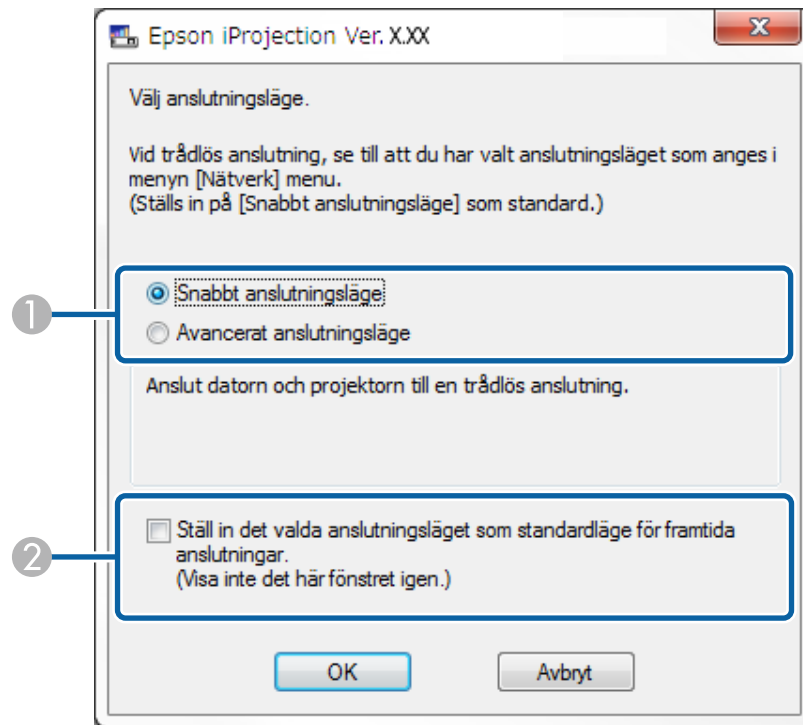 Epson iProjection Ver. X.XX
Välj anslutningsläge.
Vid trådlös anslutning, se till att du har valt anslutningsläget som anges i
menyn [Nätverk] menu.
(Ställs in på [Snabbt anslutningsläge] som standard.)
1
Snabbt anslutningsläge
Avancerat anslutningsläge
Anslut datorn och projektorn till en trådlös anslutning.
2
Ställ in det valda anslutningsläget som standardläge för framtida
anslutningar.
(Visa inte det här fönstret igen.)
OK
Avbryt